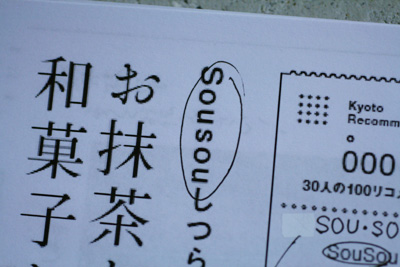 Sousouしつら
お抹茶
和菓子
Kyoto
Recomm
000
30人の100リコ
SOU・SO
SouSou